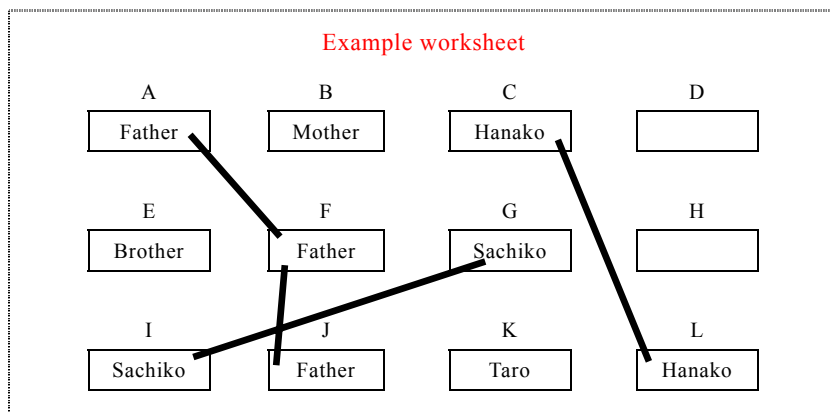 Example worksheet
A B C D
Father Mother Hanako
E F G H
Brother Father Sachiko
I J K L
Sachiko Father Taro Hanako